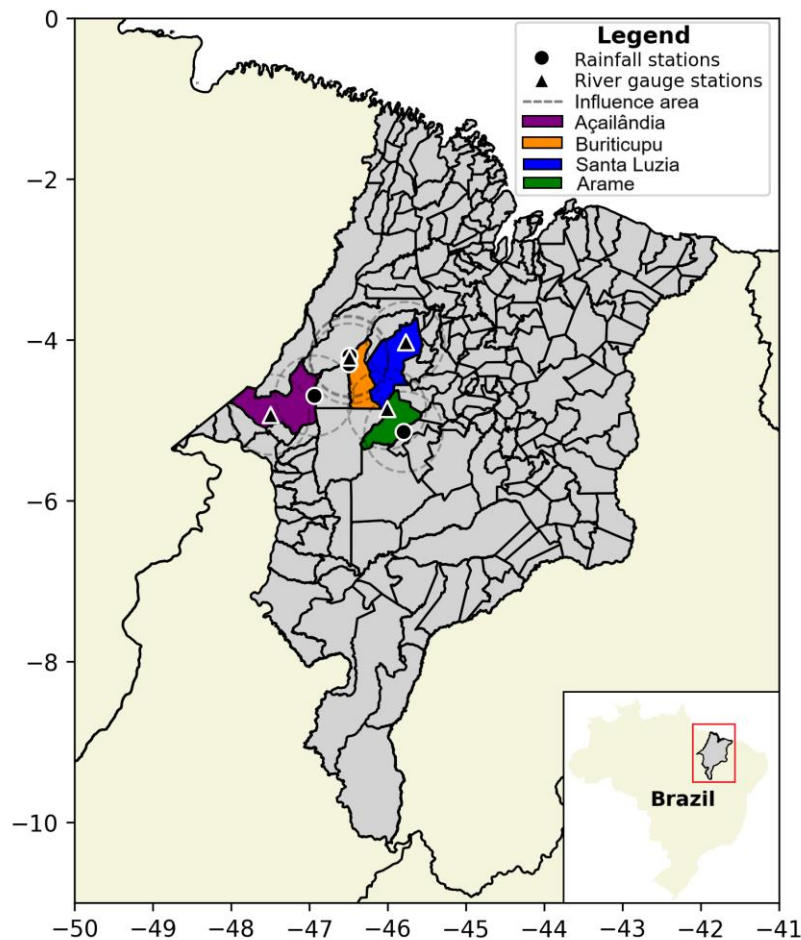 Legend
Rainfall stations
River gauge stations
Influence area
Açailândia
Buriticupu
Santa Luzia
Arame
0
−2
−4
−6
−8
−10
Brazil
−50 −49 −48 −47 −46 −45 −44 −43 −42 −41